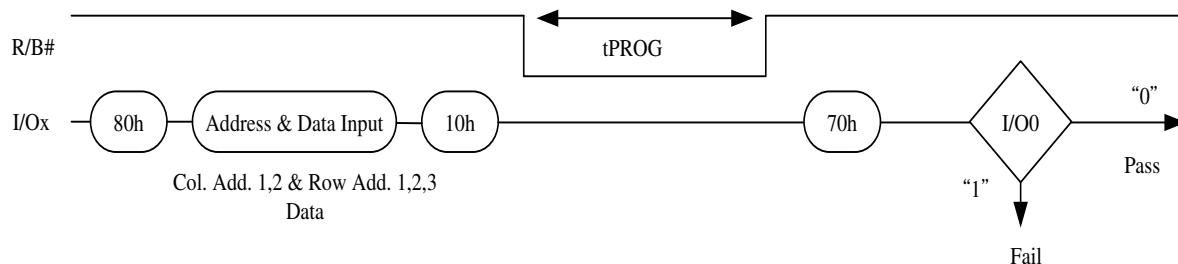 R/B#
tPROG
I/Ox
80h
Address & Data Input
10h
70h
I/O0
“0”
Pass
Col. Add. 1,2 & Row Add. 1,2,3
Data
“1”
Fail